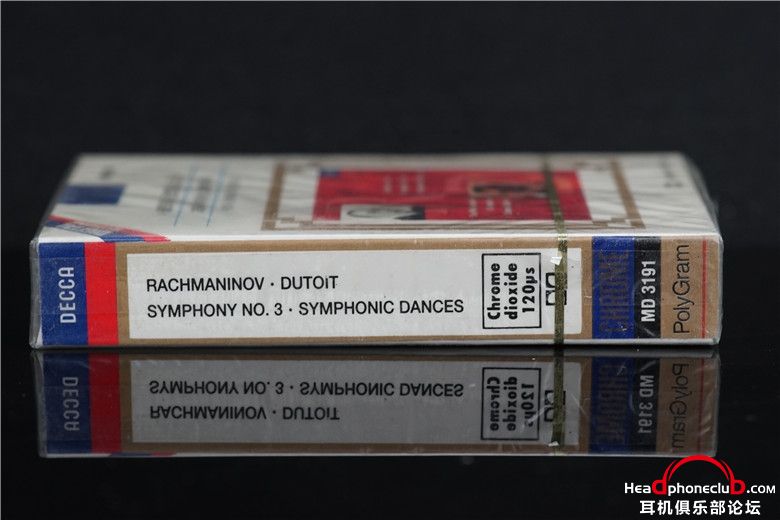 DECCA
RACHMANINOV · DUTOiT
SYMPHONY NO. 3 · SYMPHONIC DANCES
Chrome
dioxide
120µs
CHROME
MD 3191
PolyGram
Headphoneclub.com
耳机俱乐部论坛